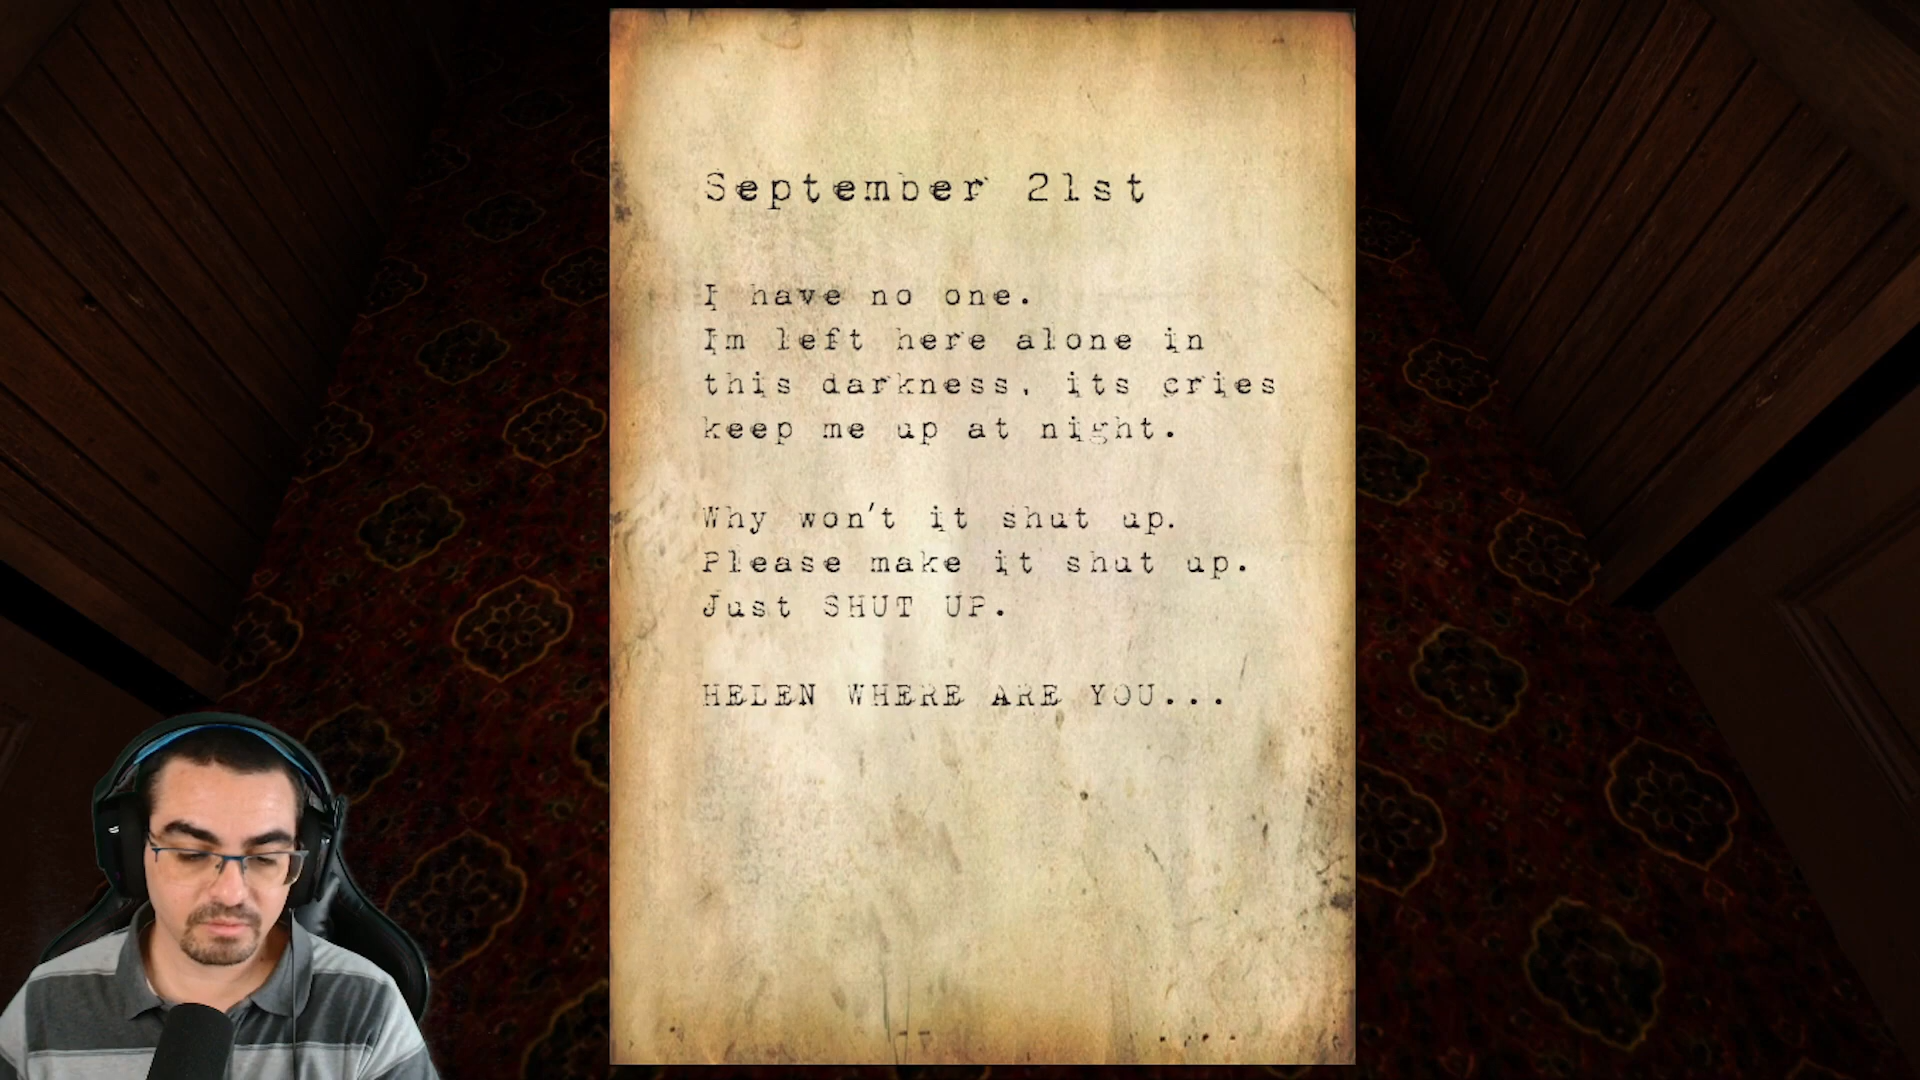 September 21st
I have no one.
Im left here alone in
this darkness, its cries
keep me up at night.
Why won't it shut up.
Please make it shut up.
Just SHUT UP.
HELEN WHERE ARE YOU...